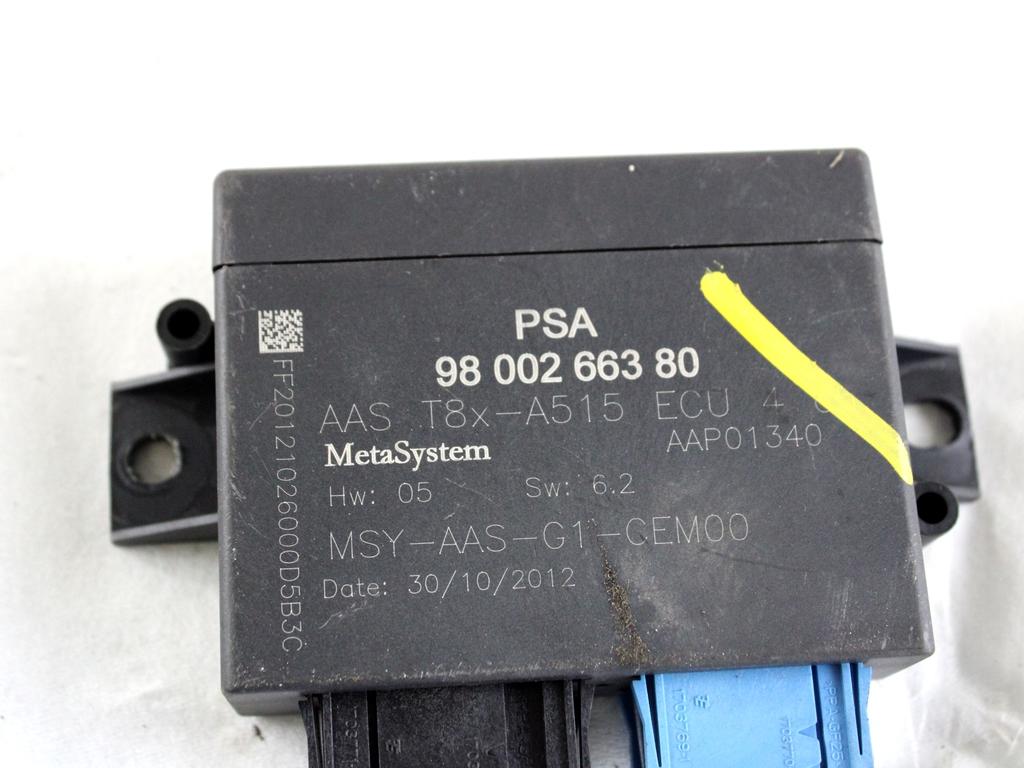 PSA
98 002 663 80
AAS T8x-A515 ECU 4
AAP01340
MetaSystem
Hw: 05 Sw: 6.2
MSY-AAS-G1-CEM00
Date: 30/10/2012
FF20121026000D5B3C